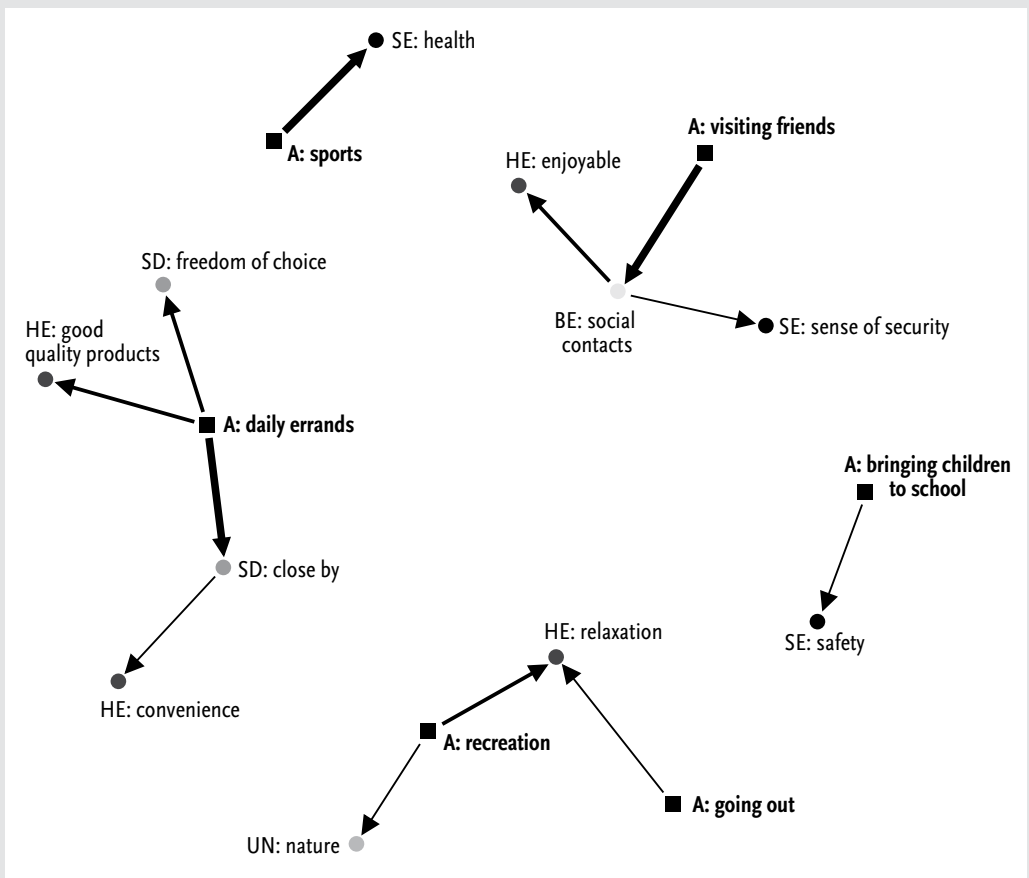 SE: health
A: sports
A: visiting friends
HE: enjoyable
SD: freedom of choice
BE: social
contacts
SE: sense of security
HE: good
quality products
A: daily errands
A: bringing children
to school
SD: close by
HE: relaxation
SE: safety
HE: convenience
A: recreation
A: going out
UN: nature